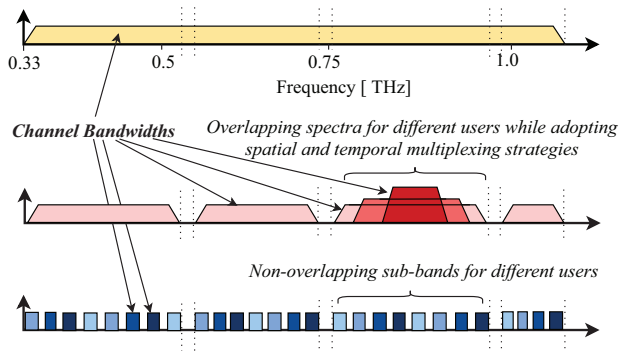 0.33
0.5
0.75
1.0
Frequency [ THz]
Channel Bandwidths
Overlapping spectra for different users while adopting
spatial and temporal multiplexing strategies
Non-overlapping sub-bands for different users